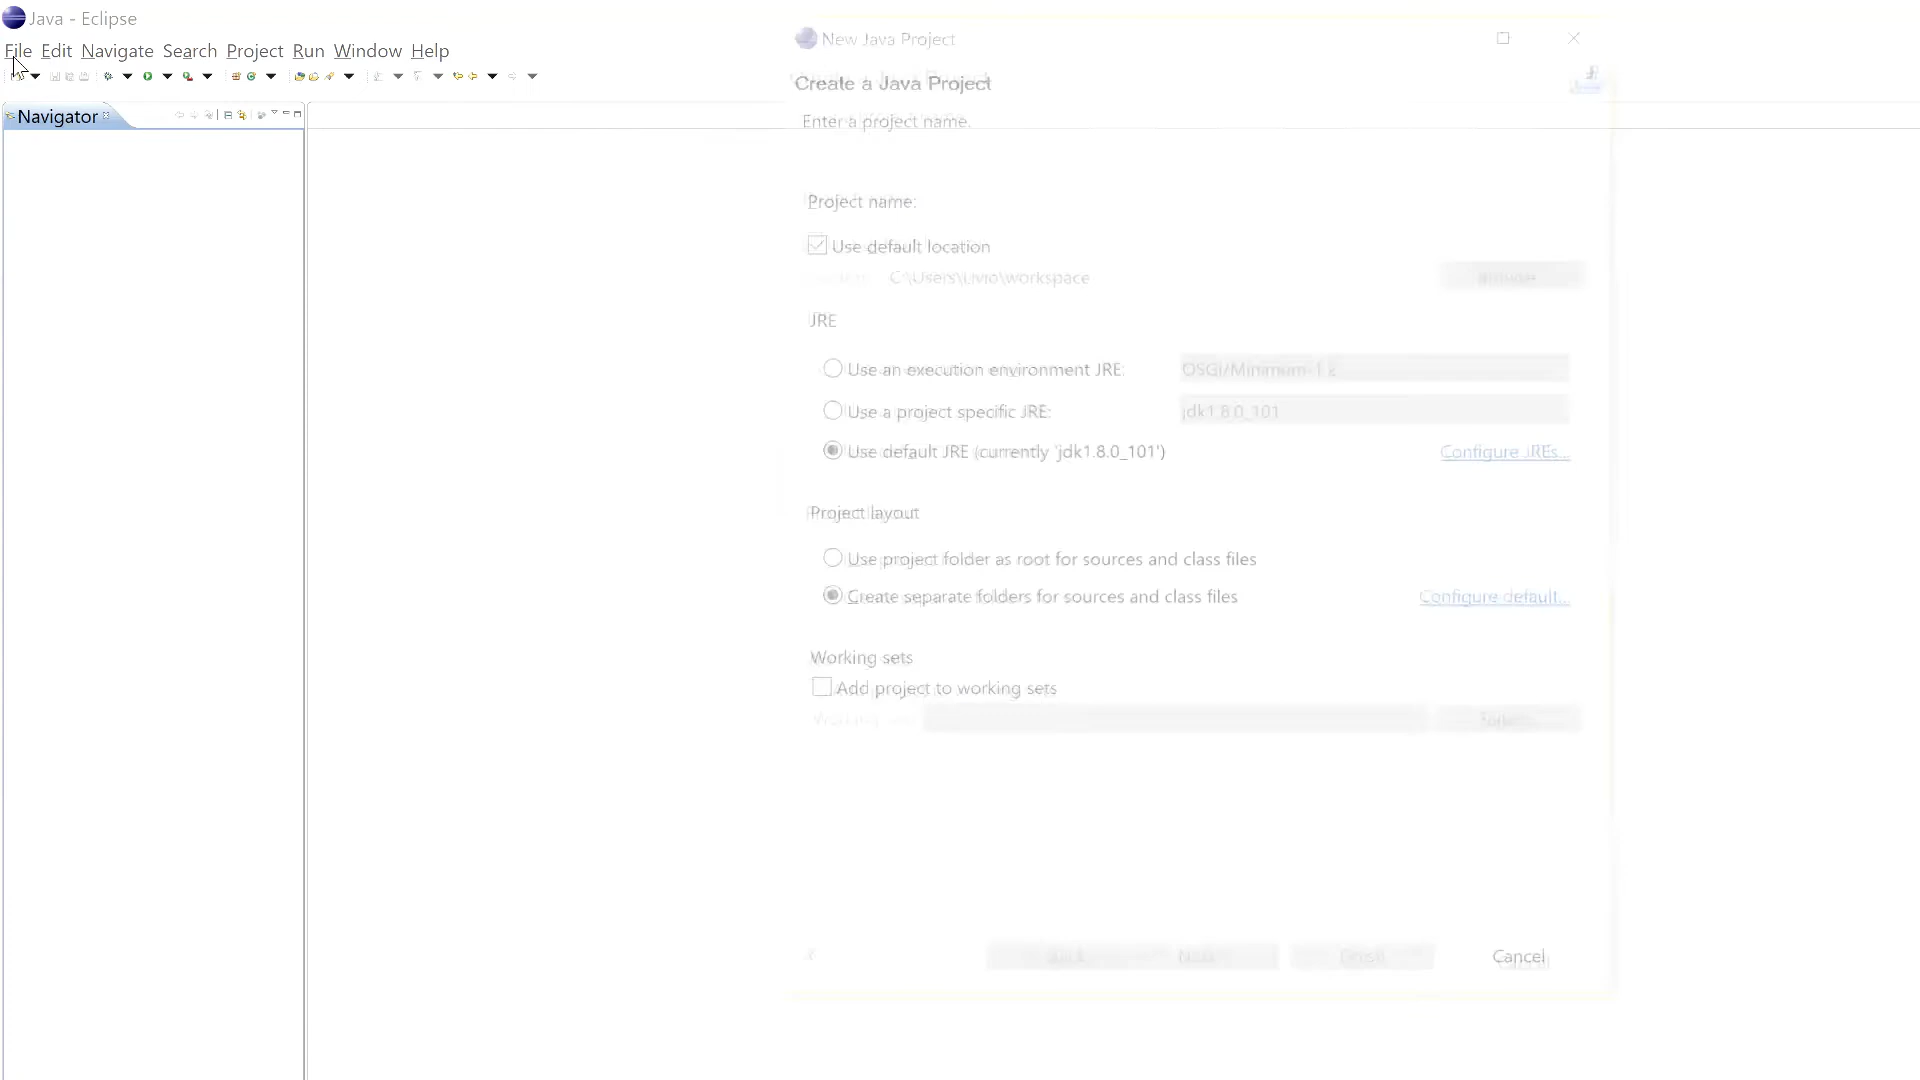 Java - Eclipse
File Edit Navigate Search Project Run Window Help
Navigator
New Java Project
Create a Java Project
Enter a project name.
Project name:
Use default location
C:\Users\Livio\workspace
JRE
Use an execution environment JRE:
OSGi/Minimum-1.2
Use a project specific JRE:
jdk1.8.0_101
Use default JRE (currently 'jdk1.8.0_101')
Configure JREs...
Project layout
Use project folder as root for sources and class files
Create separate folders for sources and class files
Configure default...
Working sets
Add project to working sets
Cancel